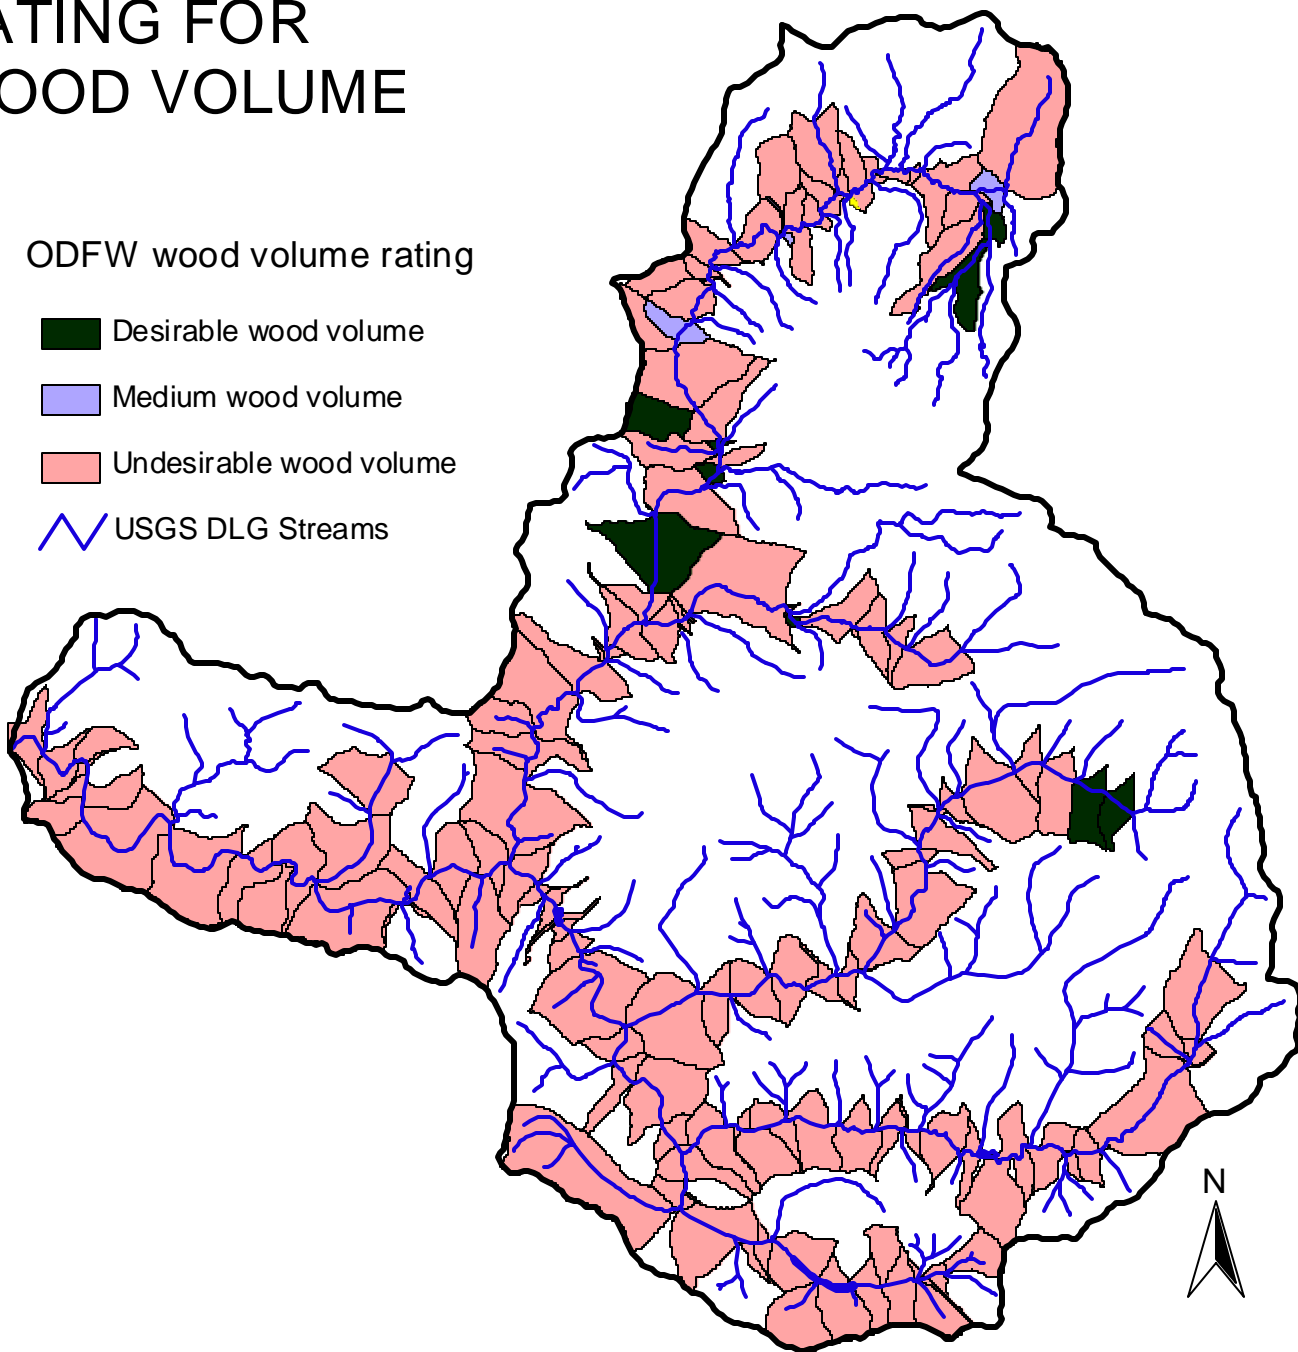 ATING FOR
OOD VOLUME
ODFW wood volume rating
Desirable wood volume
Medium wood volume
Undesirable wood volume
USGS DLG Streams
N